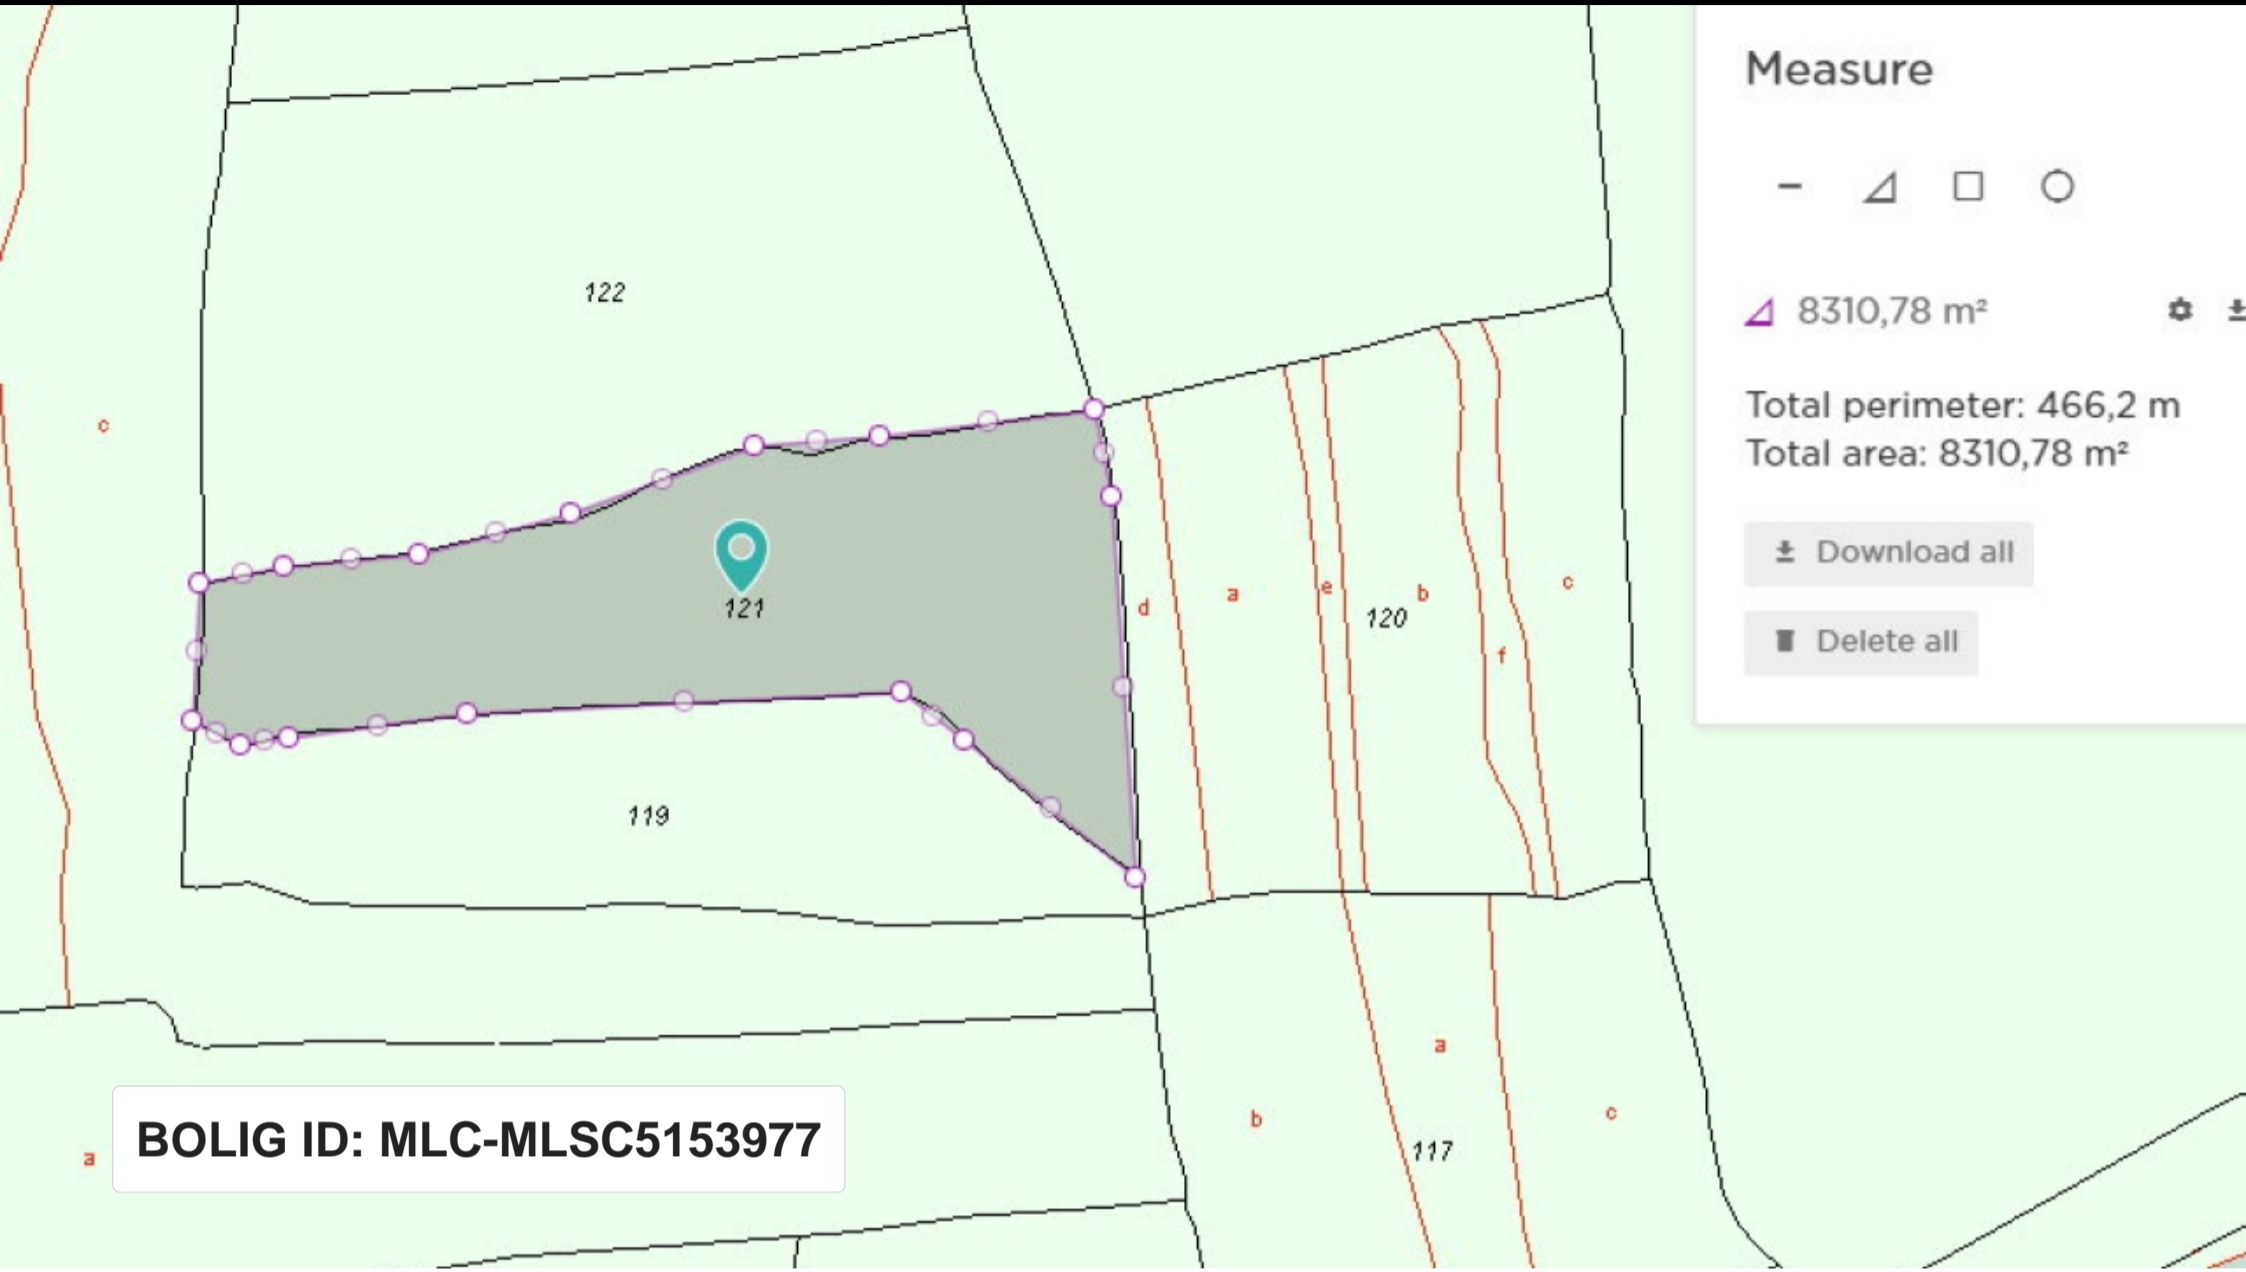 Measure
8310,78 m²
Total perimeter: 466,2 m
Total area: 8310,78 m²
Download all
Delete all
122
c
121
d
a
e
b
120
c
f
119
a
b
117
c
a
BOLIG ID: MLC-MLSC5153977